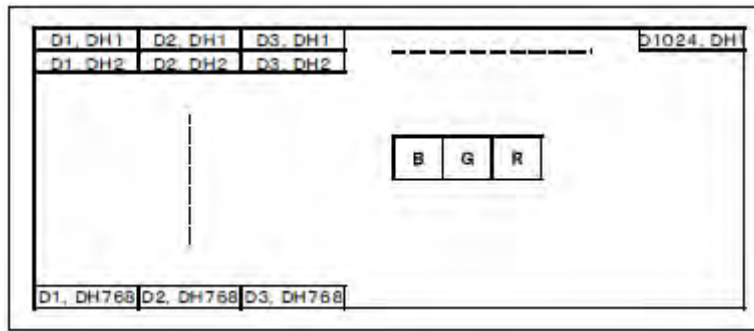 D1, DH1 D2, DH1 D3, DH1 D1024, DH1
D1, DH2 D2, DH2 D3, DH2
B G R
D1, DH768 D2, DH768 D3, DH768